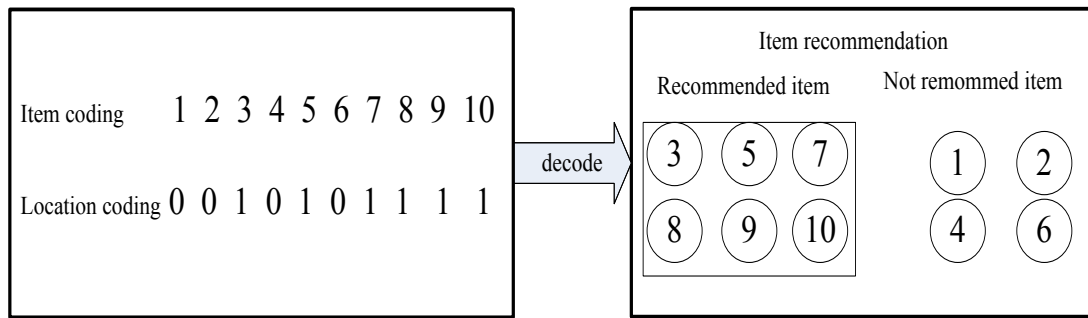 Item coding 1 2 3 4 5 6 7 8 9 10
Location coding 0 0 1 0 1 0 1 1 1 1
decode
Item recommendation
Recommended item
Not remommed item
3 5 7
8 9 10
1 2
4 6